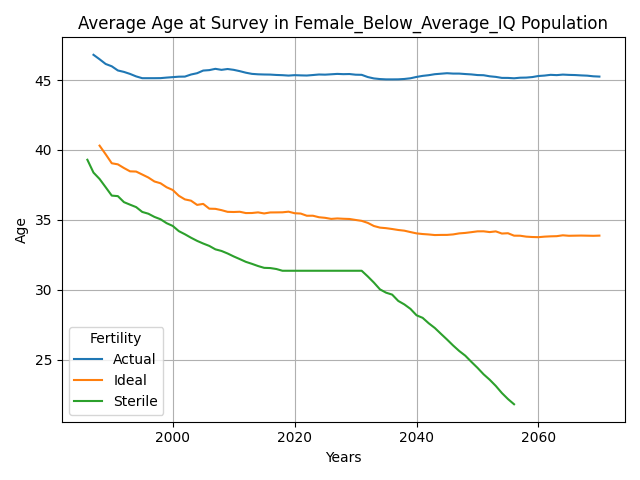 Average Age at Survey in Female_Below_Average_IQ Population
Age
45
40
35
30
25
Fertility
Actual
Ideal
Sterile
2000
2020
2040
2060
Years